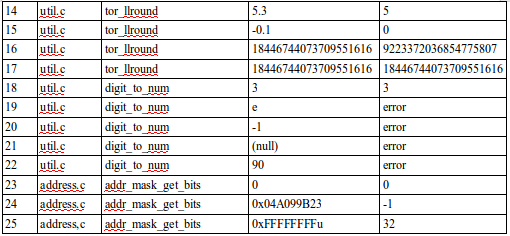 14 util.c tor_llround 5.3 5
15 util.c tor_llround -0.1 0
16 util.c tor_llround 18446744073709551616 9223372036854775807
17 util.c tor_llround 18446744073709551616 18446744073709551616
18 util.c digit_to_num 3 3
19 util.c digit_to_num e error
20 util.c digit_to_num -1 error
21 util.c digit_to_num (null) error
22 util.c digit_to_num 90 error
23 address.c addr_mask_get_bits 0 0
24 address.c addr_mask_get_bits 0x04A099B23 -1
25 address.c addr_mask_get_bits 0xFFFFFFFFu 32